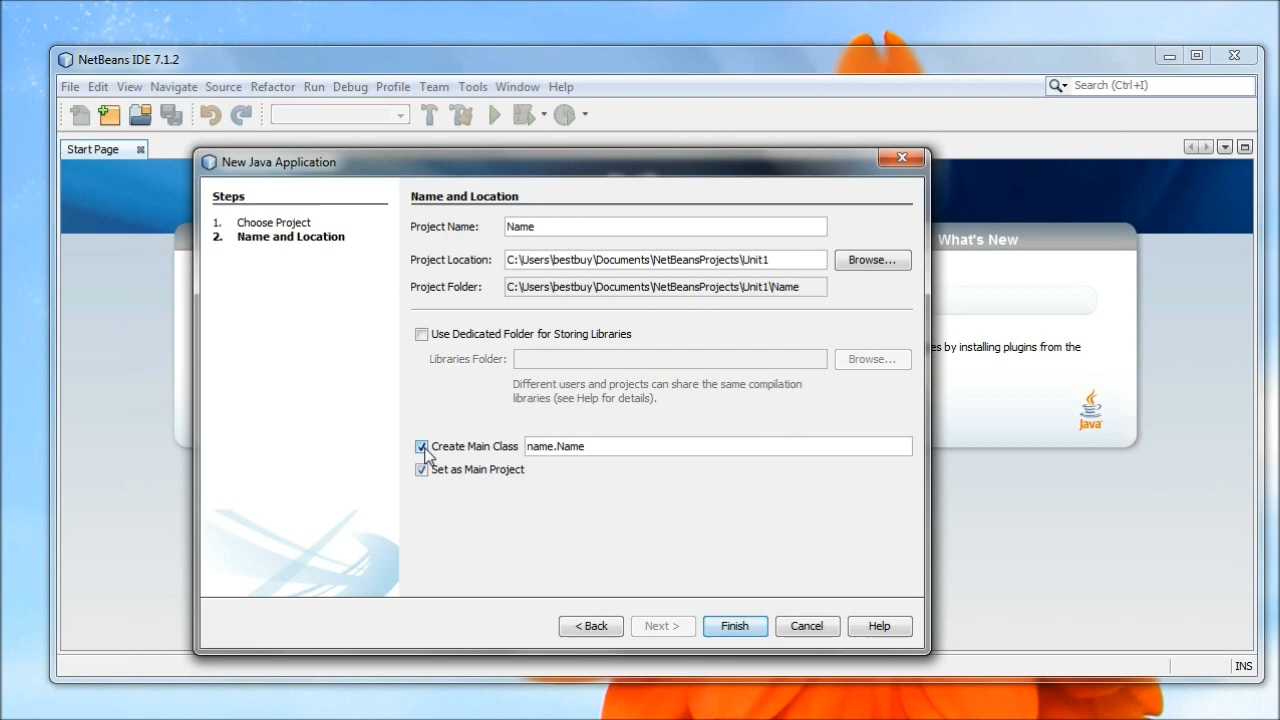 NetBeans IDE 7.1.2
File Edit View Navigate Source Refactor Run Debug Profile Team Tools Window Help
Search (Ctrl+I)
Start Page
New Java Application
Steps
1. Choose Project
2. Name and Location
Name and Location
Project Name: Name
Project Location: C:\Users\bestbuy\Documents\NetBeansProjects\Unit1 Browse...
Project Folder: C:\Users\bestbuy\Documents\NetBeansProjects\Unit1\Name
Use Dedicated Folder for Storing Libraries
Libraries Folder: Browse...
Different users and projects can share the same compilation
libraries (see Help for details).
Create Main Class name.Name
Set as Main Project
< Back Next > Finish Cancel Help
What's New
es by installing plugins from the
Java
INS